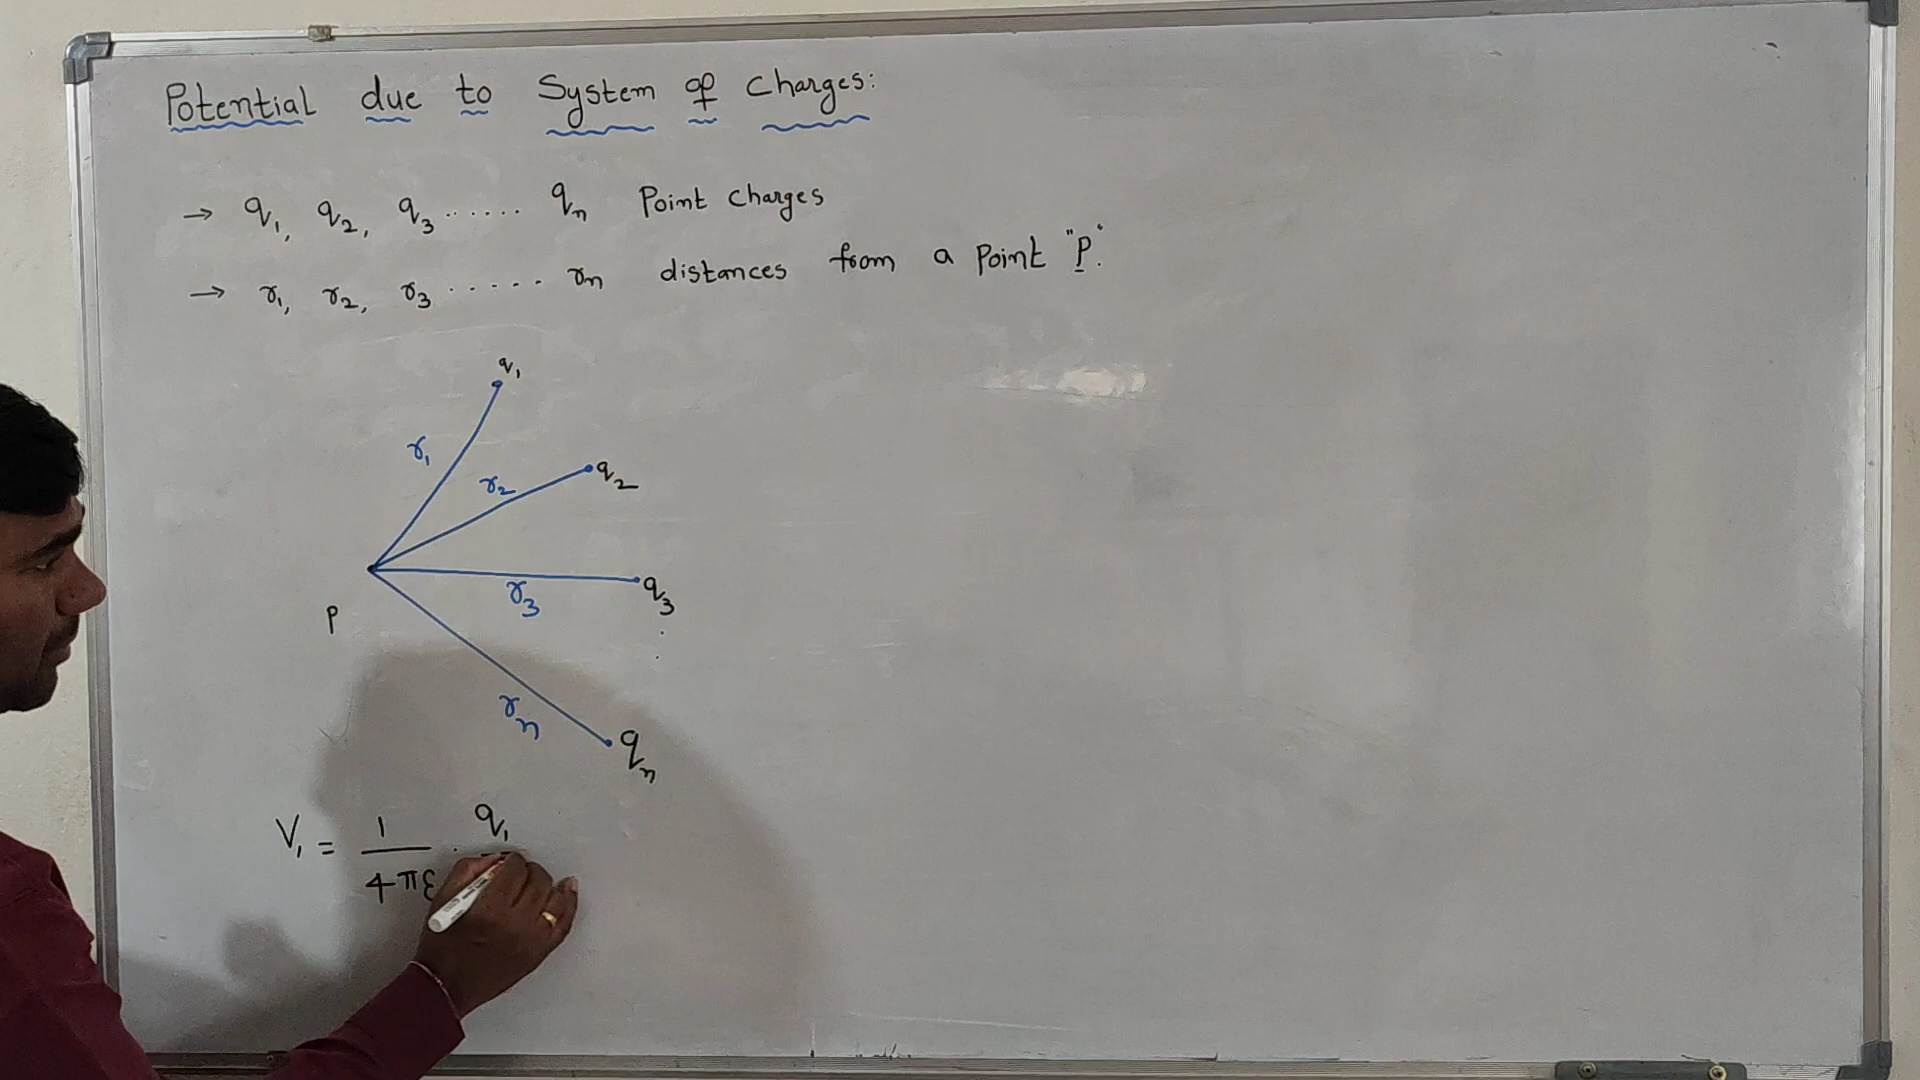 Potential due to System of Charges:
→ q₁, q₂, q₃ ...... qₙ Point Charges
→ r₁, r₂, r₃ ..... rₙ distances from a Point "P".
q₁
r₁
r₂ q₂
r₃ q₃
P
rₙ
qₙ
V₁ = 1/4πε · q₁